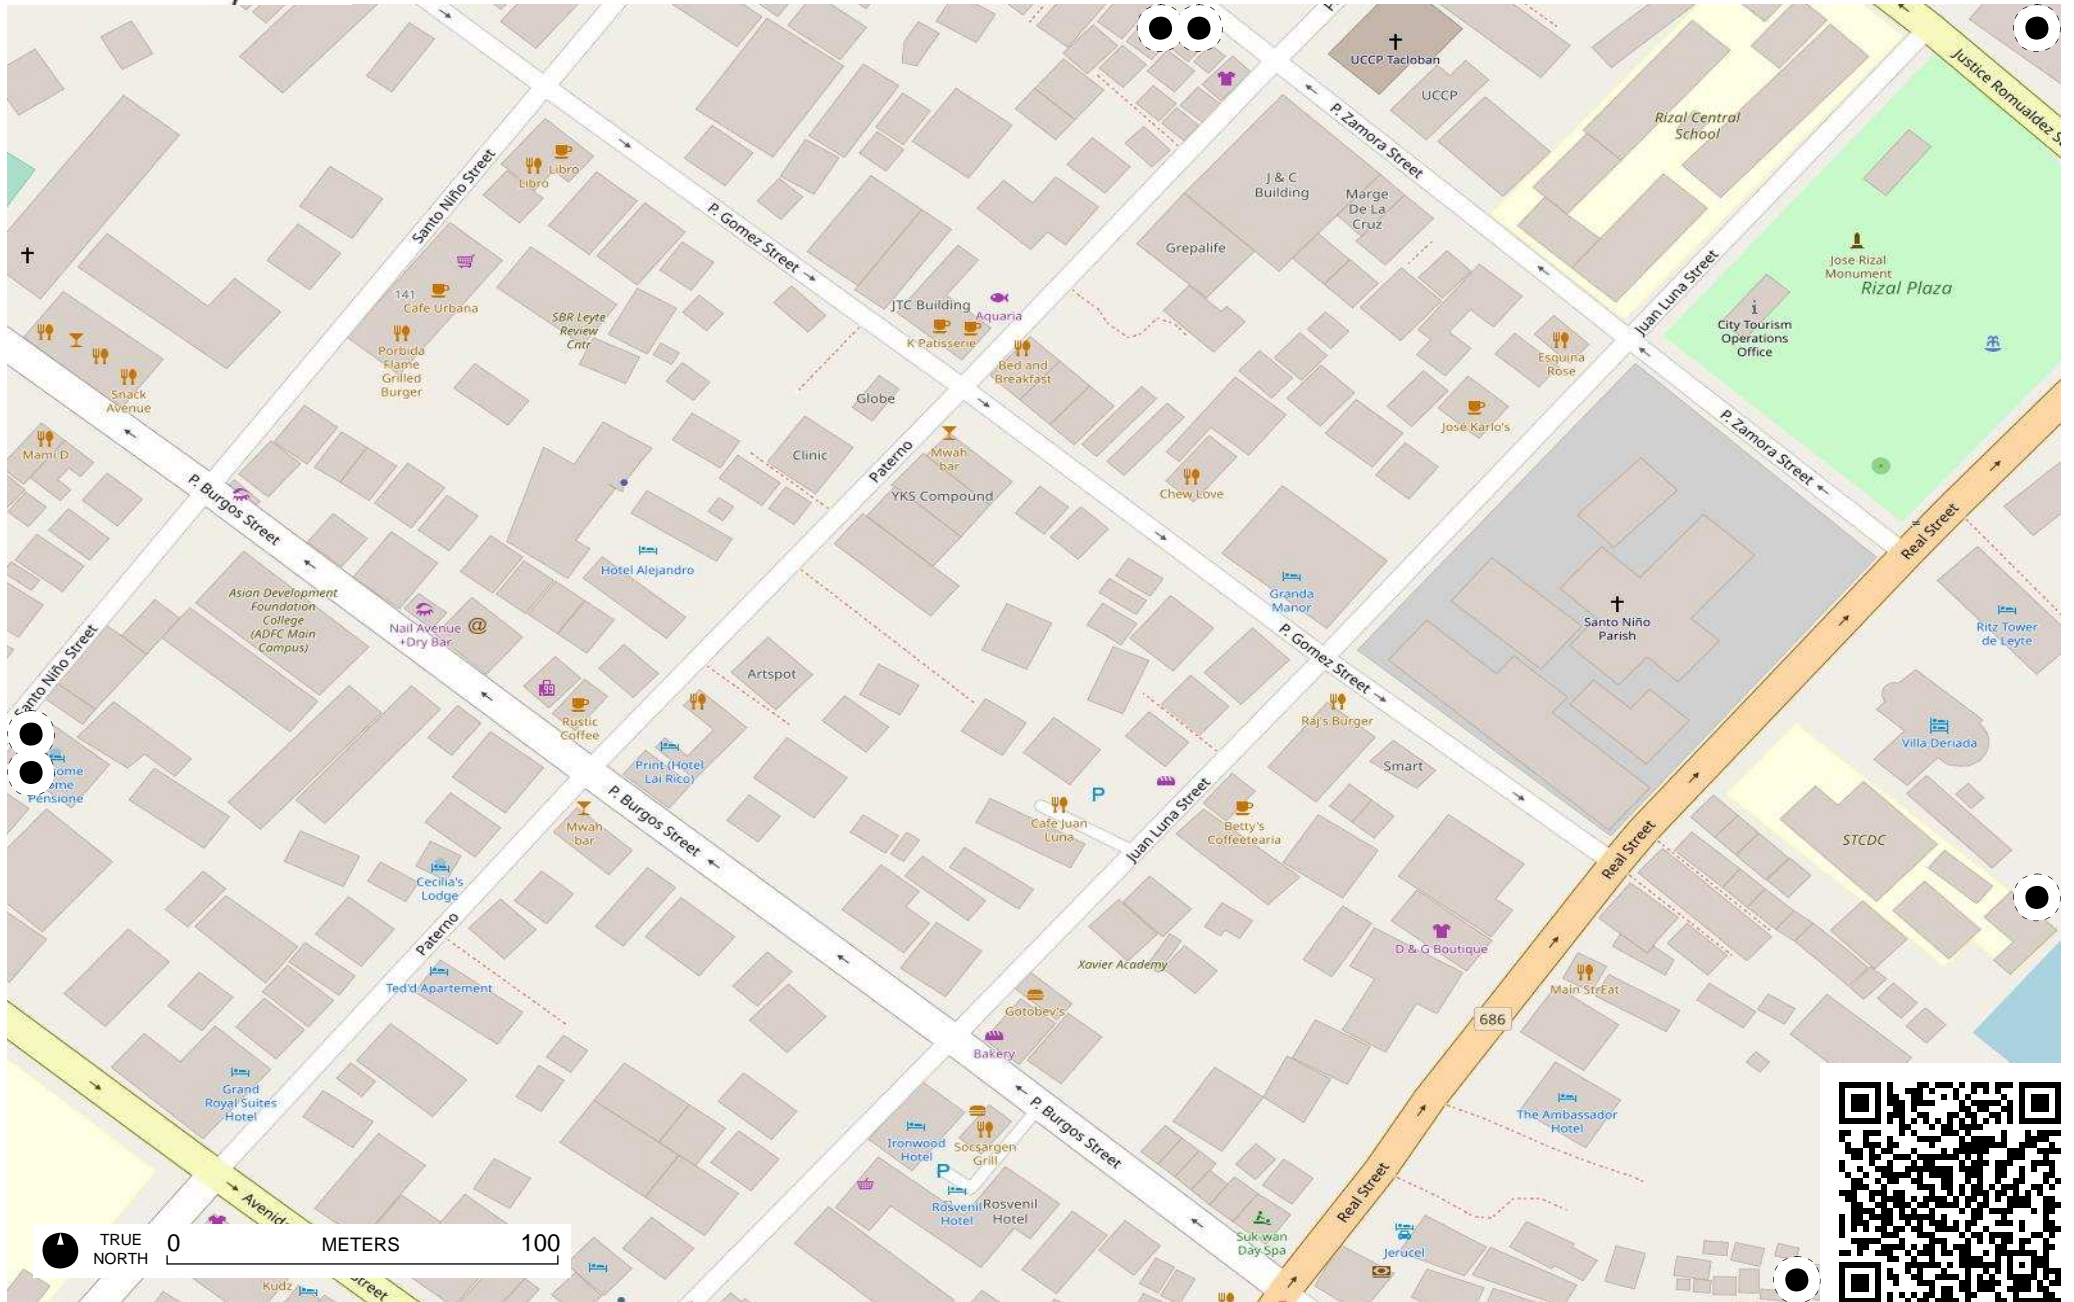 Justice Romualdez S
UCCP Tacloban
UCCP
P. Zamora Street
Rizal Central
School
Libro
Libro
Santo Niño Street
P. Gomez Street
J & C
Building
Marge
De La
Cruz
Grepalife
Jose Rizal
Monument
Rizal Plaza
Juan Luna Street
141
Cafe Urbana
SBR Leyte
Review
Cntr
JTC Building
Aquaria
K Patisserie
City Tourism
Operations
Office
Porbida
Flame
Grilled
Burger
Bed and
Breakfast
Esquina
Rose
Snack
Avenue
Globe
José Karlo's
P. Zamora Street
Mami D
Clinic
Paterno
Mwah
bar
YKS Compound
Chew Love
P. Burgos Street
Real Street
Hotel Alejandro
Granda
Manor
Asian Development
Foundation
College
(ADFC Main
Campus)
Nail Avenue
+Dry Bar
@
Santo Niño
Parish
Ritz Tower
de Leyte
P. Gomez Street
Santo Niño Street
Artspot
99
Rustic
Coffee
Raj's Burger
Villa Deriada
Print (Hotel
Lai Rico)
Smart
ome
ome
Pensione
P
Juan Luna Street
P. Burgos Street
Mwah
bar
Cafe Juan
Luna
Betty's
Coffeetearia
Real Street
STCDC
Cecilia's
Lodge
Paterno
D & G Boutique
Xavier Academy
Ted'd Apartement
Main StrEat
Gotobev's
686
Bakery
Grand
Royal Suites
Hotel
P. Burgos Street
The Ambassador
Hotel
Ironwood
Hotel
Socsargen
Grill
P
Rosvenil
Hotel
Rosvenil
Hotel
Real Street
Avenid
Suk wan
Day Spa
Jerucel
TRUE
NORTH
0 METERS 100
Kudz
treet